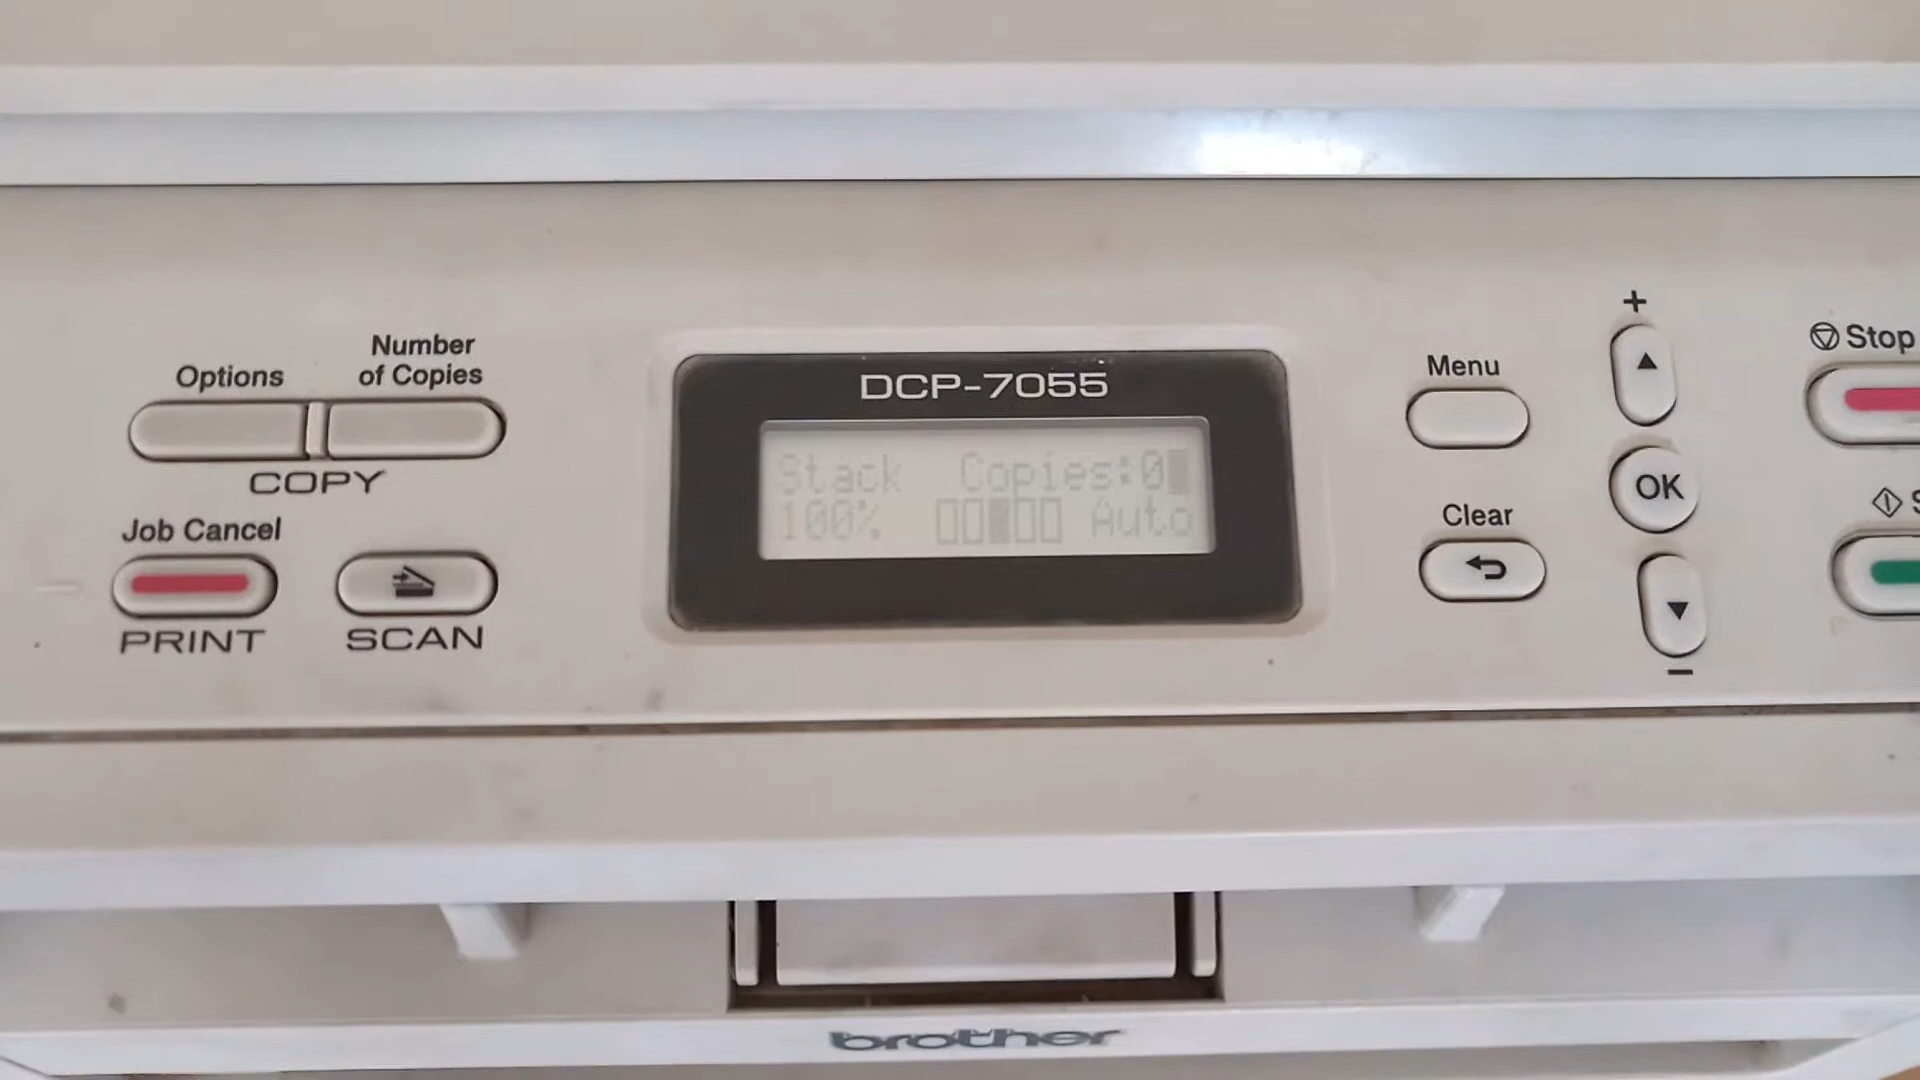 Options
Number
of Copies
COPY
Job Cancel
PRINT
SCAN
DCP-7055
Stack Copies:0
100% Auto
Menu
Clear
+
OK
-
Stop
brother